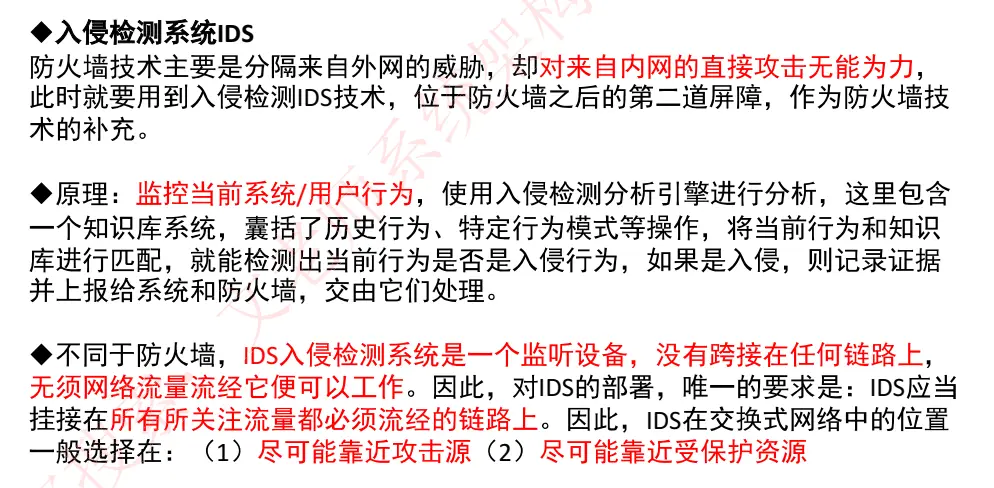 ◆入侵检测系统IDS
防火墙技术主要是分隔来自外网的威胁，却对来自内网的直接攻击无能为力，
此时就要用到入侵检测IDS技术，位于防火墙之后的第二道屏障，作为防火墙技
术的补充。
◆原理：监控当前系统/用户行为，使用入侵检测分析引擎进行分析，这里包含
一个知识库系统，囊括了历史行为、特定行为模式等操作，将当前行为和知识
库进行匹配，就能检测出当前行为是否是入侵行为，如果是入侵，则记录证据
并上报给系统和防火墙，交由它们处理。
◆不同于防火墙，IDS入侵检测系统是一个监听设备，没有跨接在任何链路上，
无须网络流量流经它便可以工作。因此，对IDS的部署，唯一的要求是：IDS应当
挂接在所有所关注流量都必须流经的链路上。因此，IDS在交换式网络中的位置
一般选择在：（1）尽可能靠近攻击源（2）尽可能靠近受保护资源
文老师系统架构